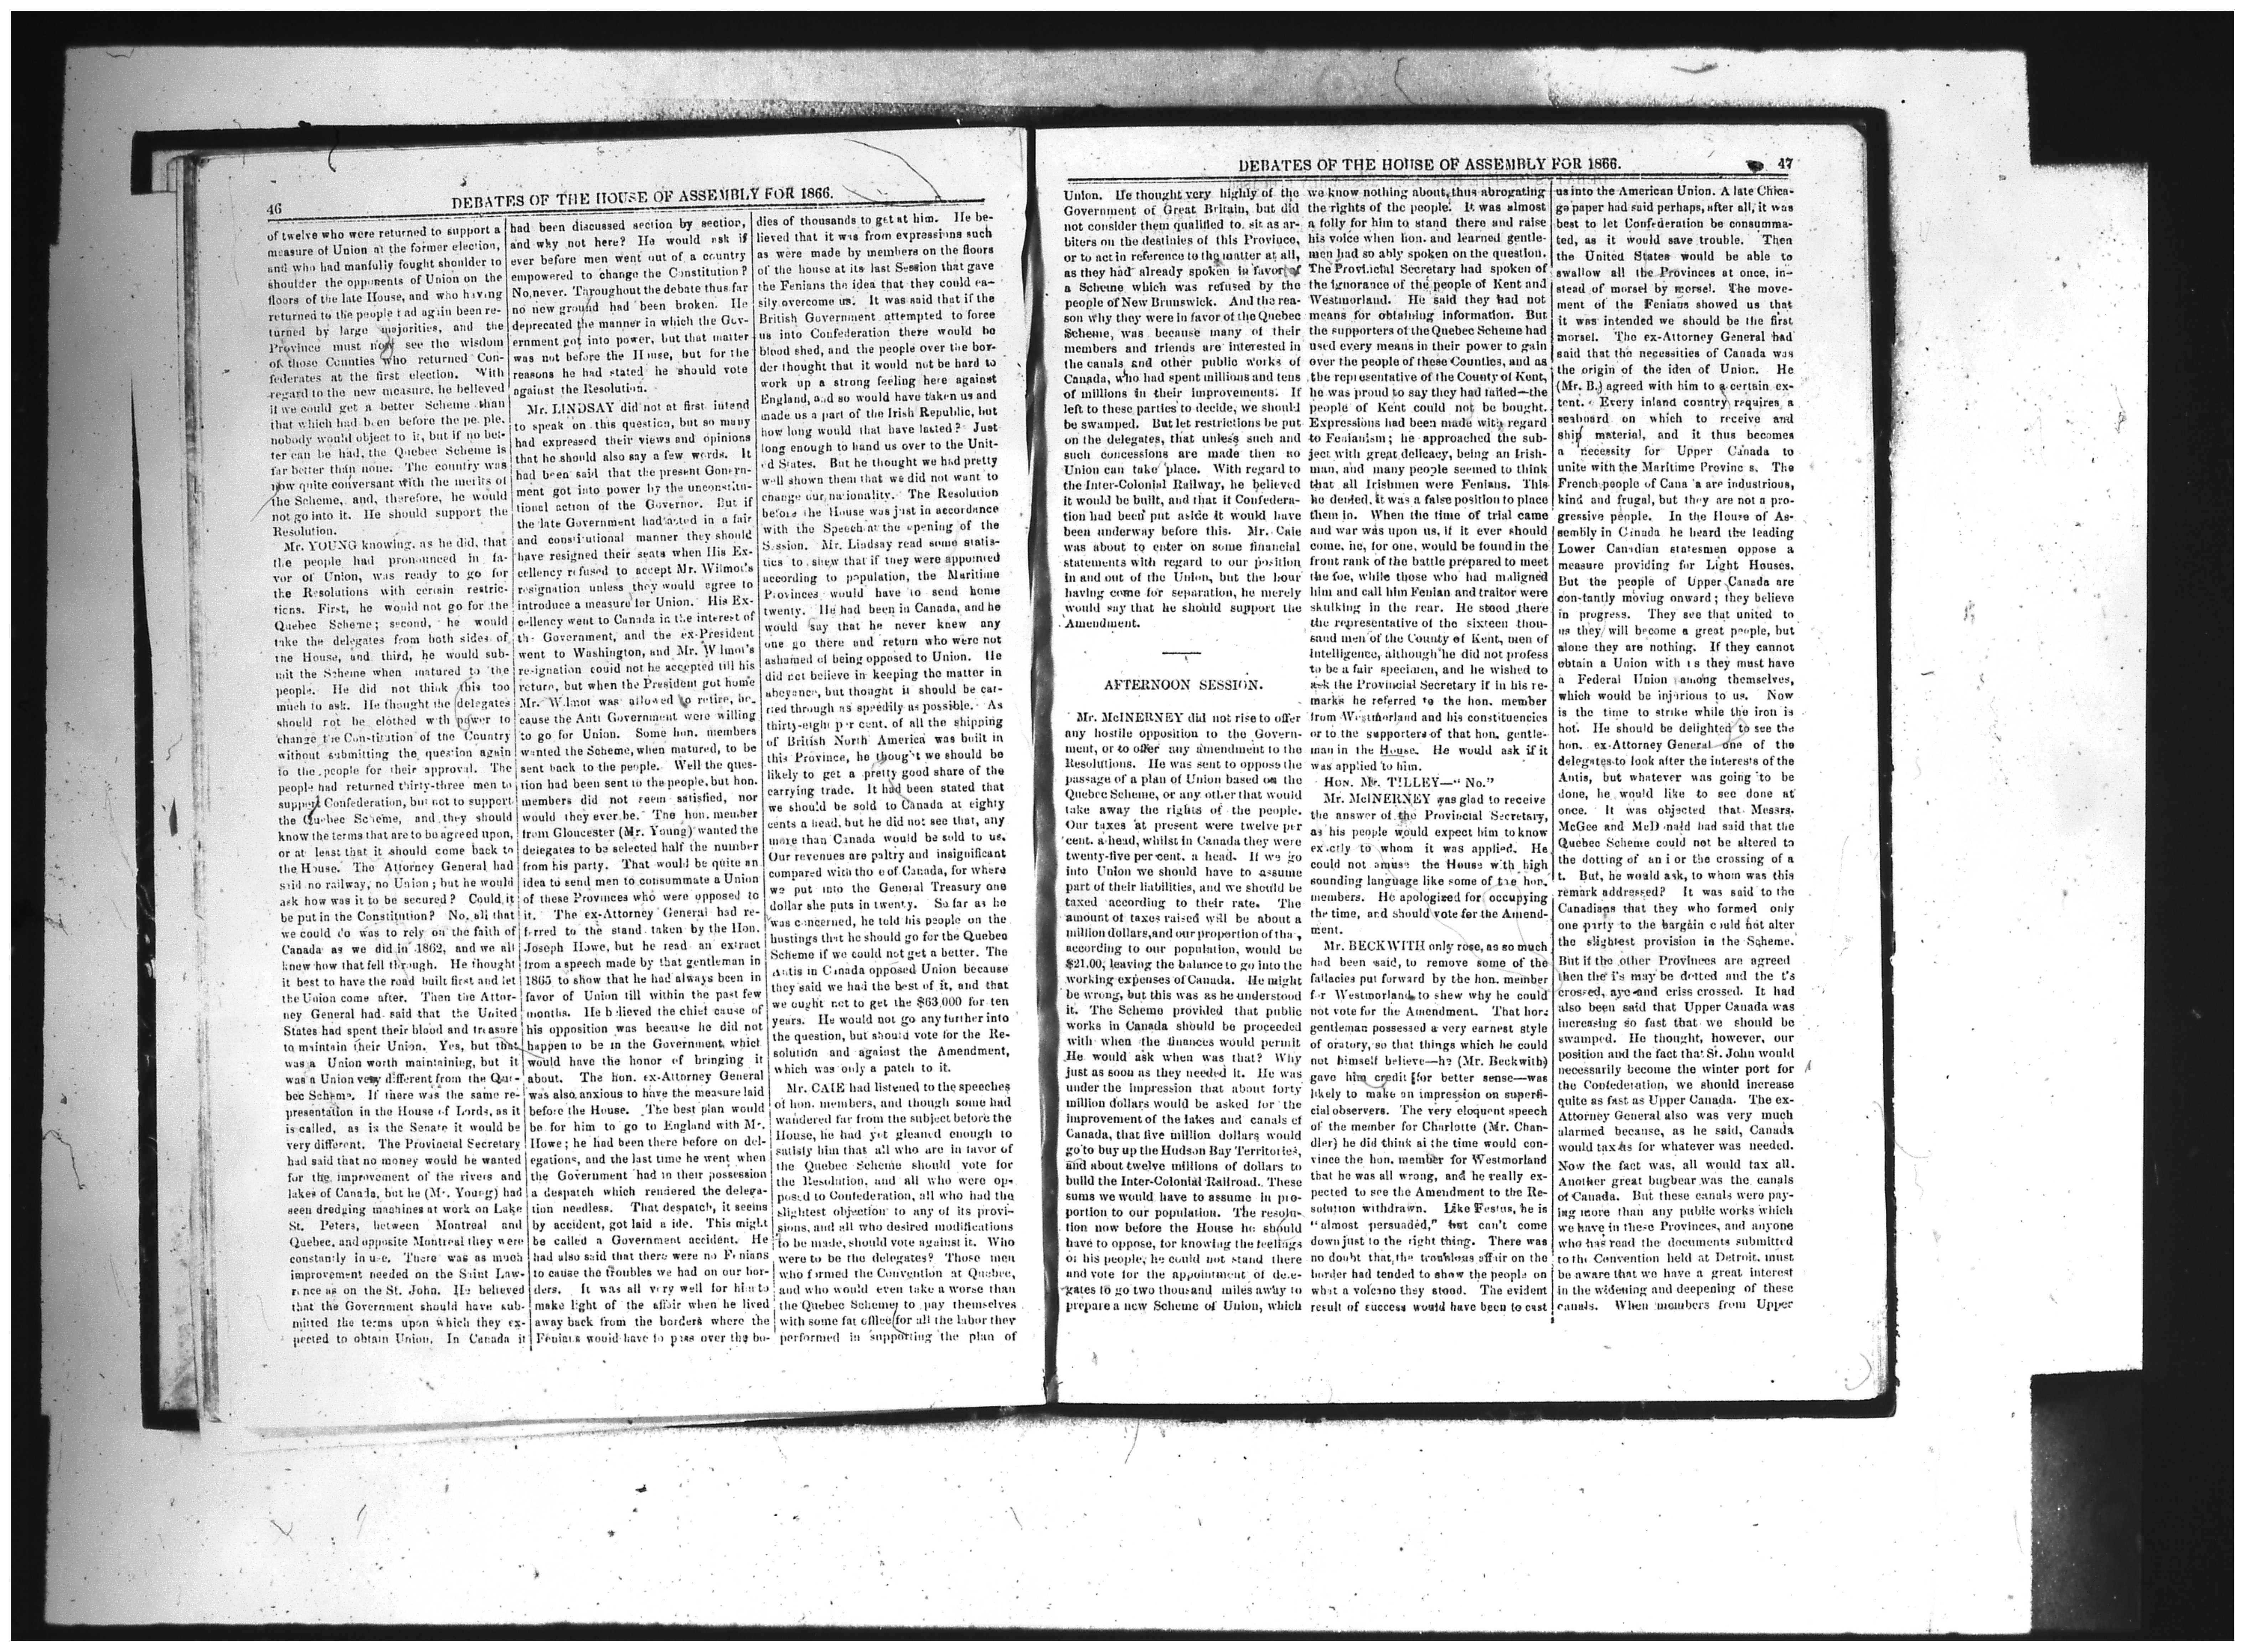 46
DEBATES OF THE HOUSE OF ASSEMBLY FOR 1866.
of twelve who were returned to support a
measure of Union at the former election,
and who had manfully fought shoulder to
shoulder the opponents of Union on the
floors of the late House, and who having
returned to the people had again been re-
turned by large majorities, and the
Province must now see the wisdom
of those Counties who returned Con-
federates at the first election. With
regard to the new measure, he believed
if we could get a better Scheme than
that which had been before the people,
nobody would object to it, but if no bet-
ter can be had, the Quebec Scheme is
far better than none. The country was
now quite conversant with the merits of
the Scheme, and, therefore, he would
not go into it. He should support the
Resolution.
Mr. YOUNG knowing, as he did, that
the people had pronounced in fa-
vor of Union, was ready to go for
the Resolutions with certain restric-
tions. First, he would not go for the
Quebec Scheme; second, he would
take the delegates from both sides of
the House, and third, he would sub-
mit the Scheme when matured to the
people. He did not think this too
much to ask. He thought the delegates
should not be clothed with power to
change the Constitution of the Country
without submitting the question again
to the people for their approval. The
people had returned thirty-three men to
support Confederation, but not to support
the Quebec Scheme, and they should
know the terms that are to be agreed upon,
or at least that it should come back to
the House. The Attorney General had
said no railway, no Union; but he would
ask how was it to be secured? Could it
be put in the Constitution? No, all that
we could do was to rely on the faith of
Canada as we did in 1862, and we all
knew how that fell through. He thought
it best to have the road built first and let
the Union come after. Then the Attor-
ney General had said that the United
States had spent their blood and treasure
to maintain their Union. Yes, but that
was a Union worth maintaining, but it
was a Union very different from the Que-
bec Scheme. If there was the same re-
presentation in the House of Lords, as it
is called, as in the Senate it would be
very different. The Provincial Secretary
had said that no money would be wanted
for the improvement of the rivers and
lakes of Canada, but he (Mr. Young) had
seen dredging machines at work on Lake
St. Peters, between Montreal and
Quebec, and opposite Montreal they were
constantly in use. There was as much
improvement needed on the Saint Law-
rence as on the St. John. He believed
that the Government should have sub-
mitted the terms upon which they ex-
pected to obtain Union. In Canada it
had been discussed section by section,
and why not here? He would ask if
ever before men went out of a country
empowered to change the Constitution?
No, never. Throughout the debate thus far
no new ground had been broken. He
deprecated the manner in which the Gov-
ernment got into power, but that matter
was not before the House, but for the
reasons he had stated he should vote
against the Resolution.
Mr. LINDSAY did not at first intend
to speak on this question, but so many
had expressed their views and opinions
that he should also say a few words. It
had been said that the present Govern-
ment got into power by the unconstitu-
tional action of the Governor. But if
the late Government had acted in a fair
and constitutional manner they should
have resigned their seats when His Ex-
cellency refused to accept Mr. Wilmot's
resignation unless they would agree to
introduce a measure for Union. His Ex-
cellency went to Canada in the interest of
the Government, and the ex-President
went to Washington, and Mr. Wilmot's
resignation could not be accepted till his
return, but when the President got home
Mr. Wilmot was allowed to retire, be-
cause the Anti Government were willing
to go for Union. Some hon. members
wanted the Scheme, when matured, to be
sent back to the people. Well the ques-
tion had been sent to the people, but hon.
members did not seem satisfied, nor
would they ever be. The hon. member
from Gloucester (Mr. Young) wanted the
delegates to be selected half the number
from his party. That would be quite an
idea to send men to consummate a Union
of these Provinces who were opposed to
it. The ex-Attorney General had re-
ferred to the stand taken by the Hon.
Joseph Howe, but he read an extract
from a speech made by that gentleman in
1865 to show that he had always been in
favor of Union till within the past few
months. He believed the chief cause of
his opposition was because he did not
happen to be in the Government which
would have the honor of bringing it
about. The hon. ex-Attorney General
was also anxious to have the measure laid
before the House. The best plan would
be for him to go to England with Mr.
Howe; he had been there before on del-
egations, and the last time he went when
the Government had in their possession
a despatch which rendered the delega-
tion needless. That despatch, it seems
by accident, got laid aside. This might
be called a Government accident. He
had also said that there were no Fenians
to cause the troubles we had on our bor-
ders. It was all very well for him to
make light of the affair when he lived
away back from the borders where the
Fenians would have to pass over the bo-
dies of thousands to get at him. He be-
lieved that it was from expressions such
as were made by members on the floors
of the house at its last Session that gave
the Fenians the idea that they could ea-
sily overcome us. It was said that if the
British Government attempted to force
us into Confederation there would be
blood shed, and the people over the bor-
der thought that it would not be hard to
work up a strong feeling here against
England, and so would have taken us and
made us a part of the Irish Republic, but
how long would that have lasted? Just
long enough to hand us over to the Unit-
ed States. But he thought we had pretty
well shown them that we did not want to
change our nationality. The Resolution
before the House was just in accordance
with the Speech at the opening of the
Session. Mr. Lindsay read some statis-
tics to shew that if they were appointed
according to population, the Maritime
Provinces would have to send home
twenty. He had been in Canada, and he
would say that he never knew any
one go there and return who were not
ashamed of being opposed to Union. He
did not believe in keeping the matter in
abeyance, but thought it should be car-
ried through as speedily as possible. As
thirty-eight per cent. of all the shipping
of British North America was built in
this Province, he thought we should be
likely to get a pretty good share of the
carrying trade. It had been stated that
we should be sold to Canada at eighty
cents a head, but he did not see that, any
more than Canada would be sold to us.
Our revenues are paltry and insignificant
compared with those of Canada, for where
we put into the General Treasury one
dollar she puts in twenty. So far as he
was concerned, he told his people on the
hustings that he should go for the Quebec
Scheme if we could not get a better. The
Antis in Canada opposed Union because
they said we had the best of it, and that
we ought not to get the $63,000 for ten
years. He would not go any further into
the question, but should vote for the Re-
solution and against the Amendment,
which was only a patch to it.
Mr. CAIE had listened to the speeches
of hon. members, and though some had
wandered far from the subject before the
House, he had yet gleaned enough to
satisfy him that all who are in favor of
the Quebec Scheme should vote for
the Resolution, and all who were op-
posed to Confederation, all who had the
slightest objection to any of its provi-
sions, and all who desired modifications
to be made, should vote against it. Who
were to be the delegates? Those men
who formed the Convention at Quebec,
and who would even take a worse than
the Quebec Scheme to pay themselves
with some fat office for all the labor they
performed in supporting the plan of
DEBATES OF THE HOUSE OF ASSEMBLY FOR 1866.
47
Union. He thought very highly of the
Government of Great Britain, but did
not consider them qualified to sit as ar-
biters on the destinies of this Province,
or to act in reference to the matter at all,
as they had already spoken in favor of
a Scheme which was refused by the
people of New Brunswick. And the rea-
son why they were in favor of the Quebec
Scheme, was because many of their
members and friends are interested in
the canals and other public works of
Canada, who had spent millions and tens
of millions in their improvements. If
left to these parties to decide, we should
be swamped. But let restrictions be put
on the delegates, that unless such and
such concessions are made then no
Union can take place. With regard to
the Inter-Colonial Railway, he believed
it would be built, and that if Confedera-
tion had been put aside it would have
been underway before this. Mr. Caie
was about to enter on some financial
statements with regard to our position
in and out of the Union, but the hour
having come for separation, he merely
would say that he should support the
Amendment.
AFTERNOON SESSION.
Mr. McINERNEY did not rise to offer
any hostile opposition to the Govern-
ment, or to offer any amendment to the
Resolutions. He was sent to oppose the
passage of a plan of Union based on the
Quebec Scheme, or any other that would
take away the rights of the people.
Our taxes at present were twelve per
cent. a head, whilst in Canada they were
twenty-five per cent. a head. If we go
into Union we should have to assume
part of their liabilities, and we should be
taxed according to their rate. The
amount of taxes raised will be about a
million dollars, and our proportion of that,
according to our population, would be
$21.00, leaving the balance to go into the
working expenses of Canada. He might
be wrong, but this was as he understood
it. The Scheme provided that public
works in Canada should be proceeded
with when the finances would permit
He would ask when was that? Why
just as soon as they needed it. He was
under the impression that about forty
million dollars would be asked for the
improvement of the lakes and canals of
Canada, that five million dollars would
go to buy up the Hudson Bay Territories,
and about twelve millions of dollars to
build the Inter-Colonial Railroad. These
sums we would have to assume in pro-
portion to our population. The resolu-
tion now before the House he should
have to oppose, for knowing the feelings
of his people, he could not stand there
and vote for the appointment of dele-
gates to go two thousand miles away to
prepare a new Scheme of Union, which
we know nothing about, thus abrogating
the rights of the people. It was almost
a folly for him to stand there and raise
his voice when hon. and learned gentle-
men had so ably spoken on the question.
The Provincial Secretary had spoken of
the ignorance of the people of Kent and
Westmorland. He said they had not
means for obtaining information. But
the supporters of the Quebec Scheme had
used every means in their power to gain
over the people of these Counties, and as
the representative of the County of Kent,
he was proud to say they had failed—the
people of Kent could not be bought.
Expressions had been made with regard
to Fenianism; he approached the sub-
ject with great delicacy, being an Irish-
man, and many people seemed to think
that all Irishmen were Fenians. This
he denied, it was a false position to place
them in. When the time of trial came
and war was upon us, if it ever should
come, he, for one, would be found in the
front rank of the battle prepared to meet
the foe, while those who had maligned
him and call him Fenian and traitor were
skulking in the rear. He stood there
the representative of the sixteen thou-
sand men of the County of Kent, men of
intelligence, although he did not profess
to be a fair specimen, and he wished to
ask the Provincial Secretary if in his re-
marks he referred to the hon. member
from Westmorland and his constituencies
or to the supporters of that hon. gentle-
man in the House. He would ask if it
was applied to him.
HON. Mr. TILLEY—"No."
Mr. McINERNEY was glad to receive
the answer of the Provincial Secretary,
as his people would expect him to know
exactly to whom it was applied. He
could not amuse the House with high
sounding language like some of the hon.
members. He apologized for occupying
the time, and should vote for the Amend-
ment.
Mr. BECKWITH only rose, as so much
had been said, to remove some of the
fallacies put forward by the hon. member
for Westmorland to shew why he could
not vote for the Amendment. That hon.
gentleman possessed a very earnest style
of oratory, so that things which he could
not himself believe—he (Mr. Beckwith)
gave him credit for better sense—was
likely to make an impression on superfi-
cial observers. The very eloquent speech
of the member for Charlotte (Mr. Chan-
dler) he did think at the time would con-
vince the hon. member for Westmorland
that he was all wrong, and he really ex-
pected to see the Amendment to the Re-
solution withdrawn. Like Festus, he is
"almost persuaded," but can't come
down just to the right thing. There was
no doubt that the troublous affair on the
border had tended to show the people on
what a volcano they stood. The evident
result of success would have been to cast
us into the American Union. A late Chica-
go paper had said perhaps, after all, it was
best to let Confederation be consumma-
ted, as it would save trouble. Then
the United States would be able to
swallow all the Provinces at once, in-
stead of morsel by morsel. The move-
ment of the Fenians showed us that
it was intended we should be the first
morsel. The ex-Attorney General had
said that the necessities of Canada was
the origin of the idea of Union. He
(Mr. B.) agreed with him to a certain ex-
tent. Every inland country requires a
seaboard on which to receive and
ship material, and it thus becomes
a necessity for Upper Canada to
unite with the Maritime Provinc s. The
French people of Cana a are industrious,
kind and frugal, but they are not a pro-
gressive people. In the House of As-
sembly in Canada he heard the leading
Lower Canadian statesmen oppose a
measure providing for Light Houses.
But the people of Upper Canada are
constantly moving onward; they believe
in progress. They see that united to
us they will become a great people, but
alone they are nothing. If they cannot
obtain a Union with us they must have
a Federal Union among themselves,
which would be injurious to us. Now
is the time to strike while the iron is
hot. He should be delighted to see the
hon. ex-Attorney General one of the
delegates to look after the interests of the
Antis, but whatever was going to be
done, he would like to see done at
once. It was objected that Messrs.
McGee and McDonald had said that the
Quebec Scheme could not be altered to
the dotting of an i or the crossing of a
t. But, he would ask, to whom was this
remark addressed? It was said to the
Canadians that they who formed only
one party to the bargain could not alter
the slightest provision in the Scheme.
But if the other Provinces are agreed
then the i's may be dotted and the t's
crossed, aye and criss crossed. It had
also been said that Upper Canada was
increasing so fast that we should be
swamped. He thought, however, our
position and the fact that St. John would
necessarily become the winter port for
the Confederation, we should increase
quite as fast as Upper Canada. The ex-
Attorney General also was very much
alarmed because, as he said, Canada
would tax us for whatever was needed.
Now the fact was, all would tax all.
Another great bugbear was the canals
of Canada. But these canals were pay-
ing more than any public works which
we have in these Provinces, and anyone
who has read the documents submitted
to the Convention held at Detroit, must
be aware that we have a great interest
in the widening and deepening of these
canals. When members from Upper